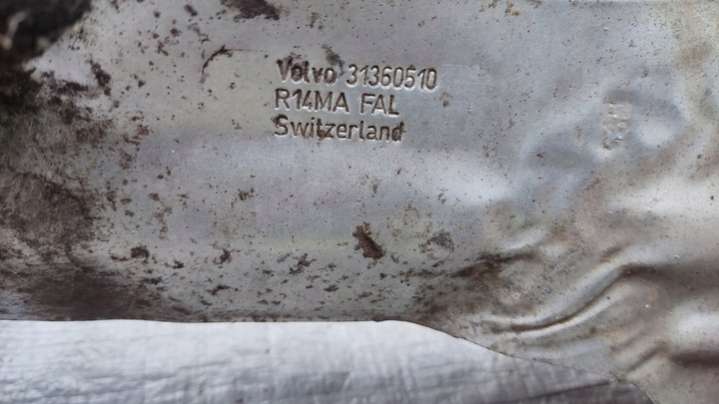 Volvo 31360510
R14MA FAL
Switzerland